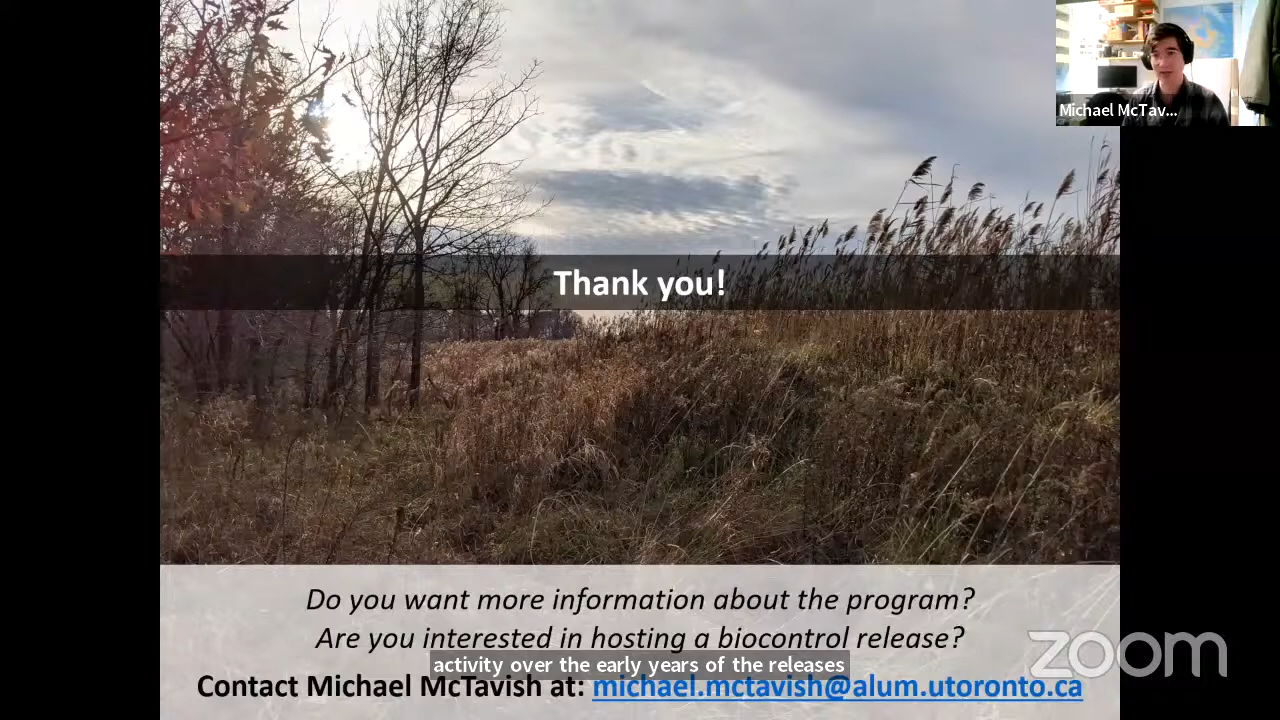 Michael McTav...
Thank you!
Do you want more information about the program?
Are you interested in hosting a biocontrol release?
activity over the early years of the releases
Contact Michael McTavish at: michael.mctavish@alum.utoronto.ca
zoom